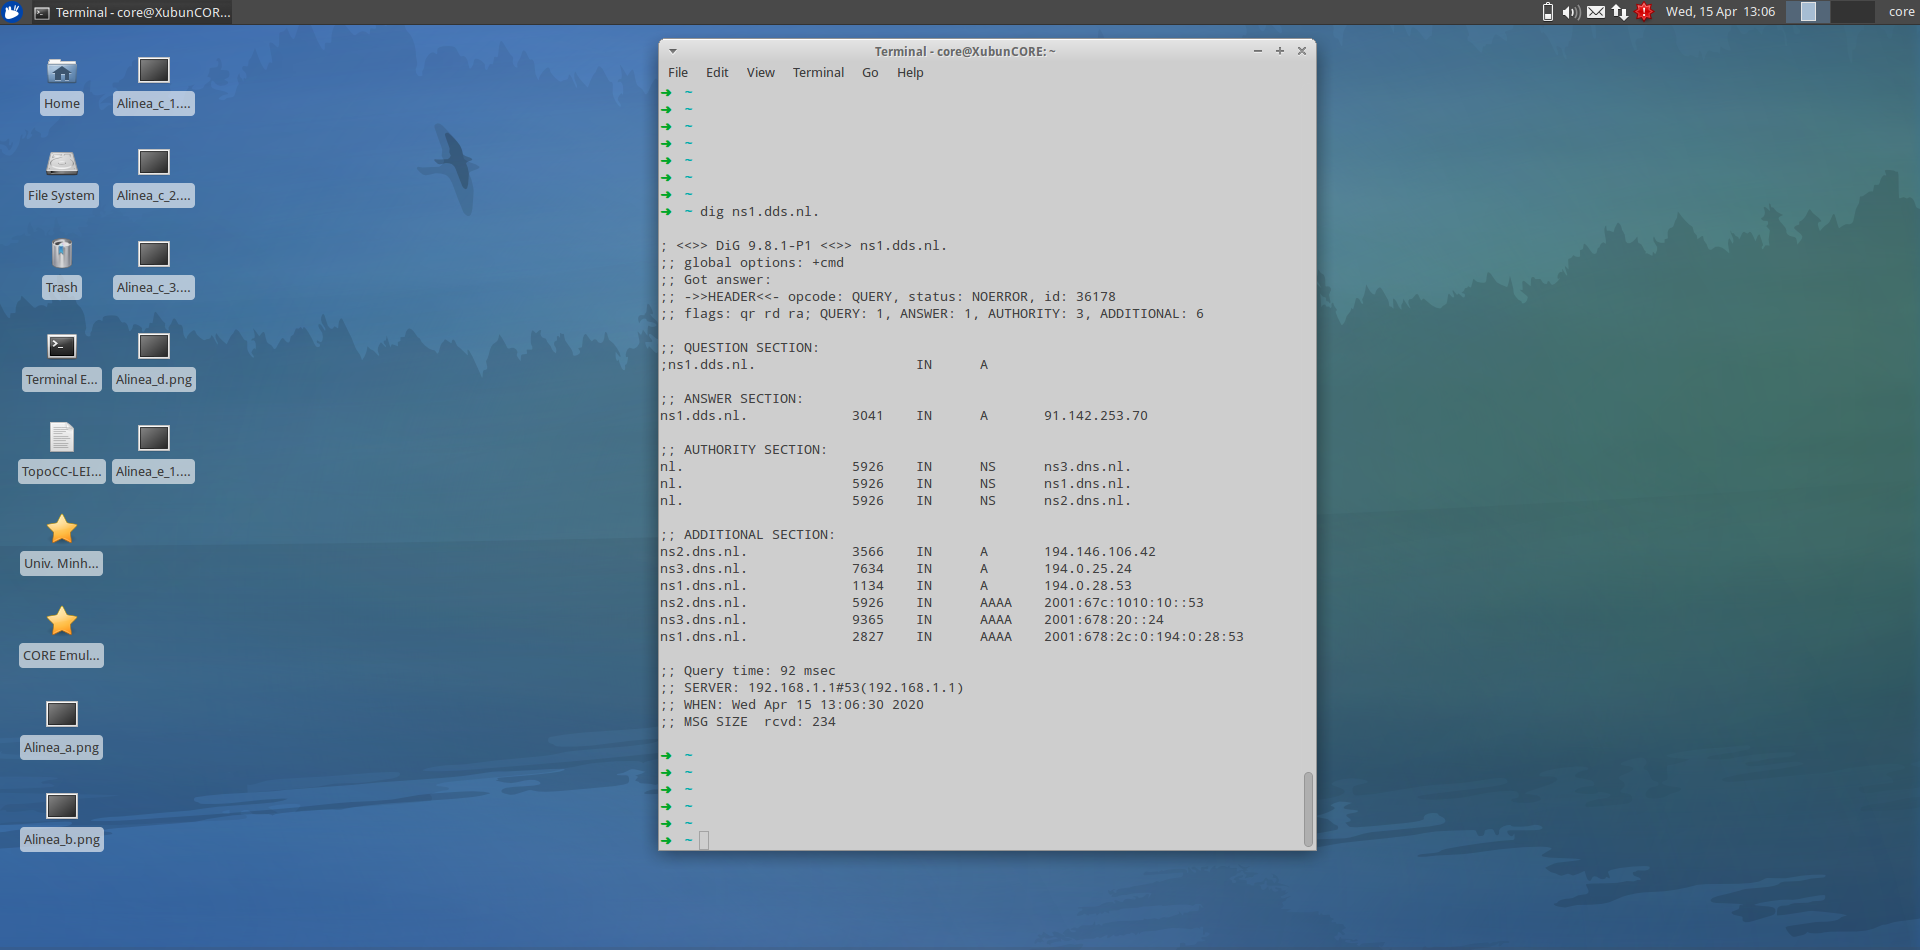 Terminal - core@XubunCOR...
Wed, 15 Apr 13:06
core
Home
Alinea_c_1....
File System
Alinea_c_2....
Trash
Alinea_c_3....
Terminal E...
Alinea_d.png
TopoCC-LEI...
Alinea_e_1....
Univ. Minh...
CORE Emul...
Alinea_a.png
Alinea_b.png
Terminal - core@XubunCORE: ~
File Edit View Terminal Go Help
➜ ~
➜ ~
➜ ~
➜ ~
➜ ~
➜ ~
➜ ~
➜ ~ dig ns1.dds.nl.
; <<>> DiG 9.8.1-P1 <<>> ns1.dds.nl.
;; global options: +cmd
;; Got answer:
;; ->>HEADER<<- opcode: QUERY, status: NOERROR, id: 36178
;; flags: qr rd ra; QUERY: 1, ANSWER: 1, AUTHORITY: 3, ADDITIONAL: 6
;; QUESTION SECTION:
;ns1.dds.nl. IN A
;; ANSWER SECTION:
ns1.dds.nl. 3041 IN A 91.142.253.70
;; AUTHORITY SECTION:
nl. 5926 IN NS ns3.dns.nl.
nl. 5926 IN NS ns1.dns.nl.
nl. 5926 IN NS ns2.dns.nl.
;; ADDITIONAL SECTION:
ns2.dns.nl. 3566 IN A 194.146.106.42
ns3.dns.nl. 7634 IN A 194.0.25.24
ns1.dns.nl. 1134 IN A 194.0.28.53
ns2.dns.nl. 5926 IN AAAA 2001:67c:1010:10::53
ns3.dns.nl. 9365 IN AAAA 2001:678:20::24
ns1.dns.nl. 2827 IN AAAA 2001:678:2c:0:194:0:28:53
;; Query time: 92 msec
;; SERVER: 192.168.1.1#53(192.168.1.1)
;; WHEN: Wed Apr 15 13:06:30 2020
;; MSG SIZE rcvd: 234
➜ ~
➜ ~
➜ ~
➜ ~
➜ ~
➜ ~